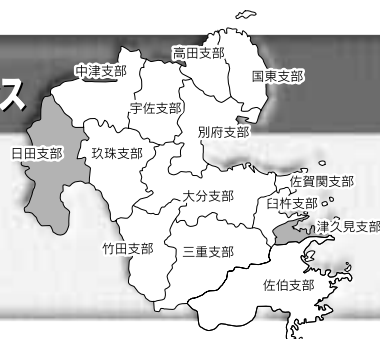 高田支部
中津支部
国東支部
ス
宇佐支部
別府支部
日田支部
玖珠支部
佐賀関支部
大分支部
臼杵支部
津久見支部
竹田支部
三重支部
佐伯支部